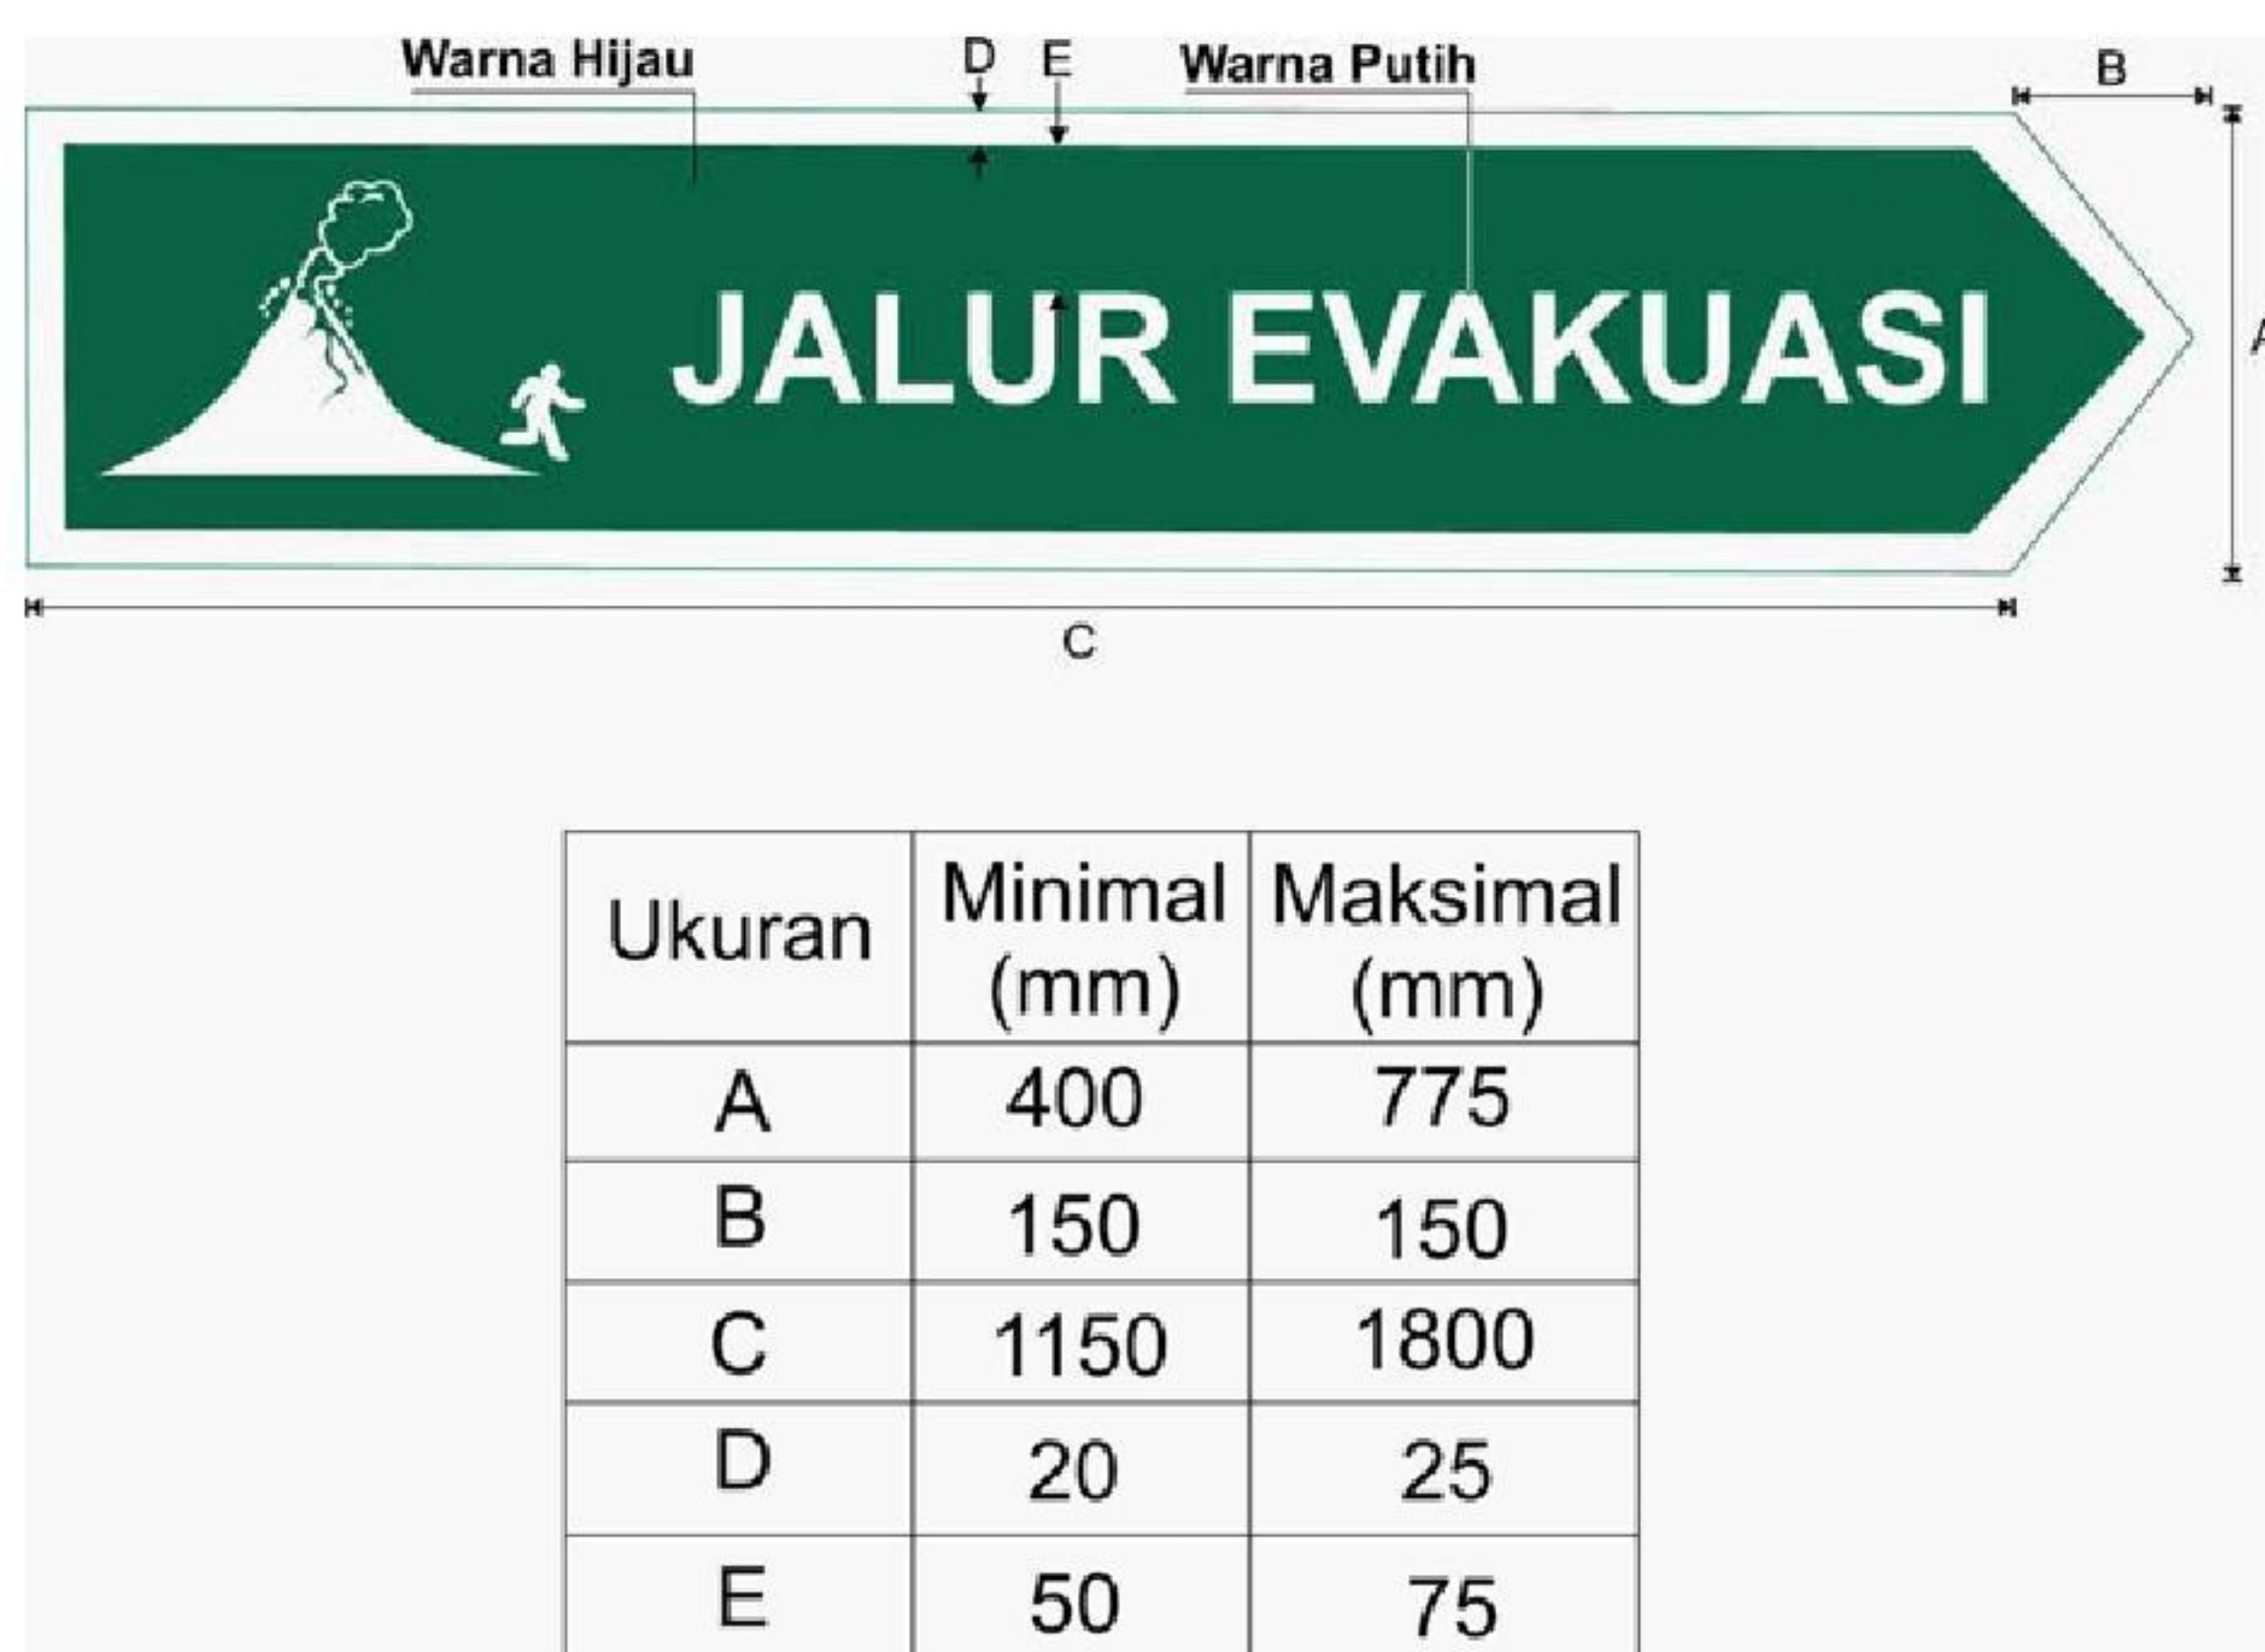 Warna Hijau D E Warna Putih B
JALUR EVAKUASI
A
C
Ukuran Minimal (mm) Maksimal (mm)
A 400 775
B 150 150
C 1150 1800
D 20 25
E 50 75